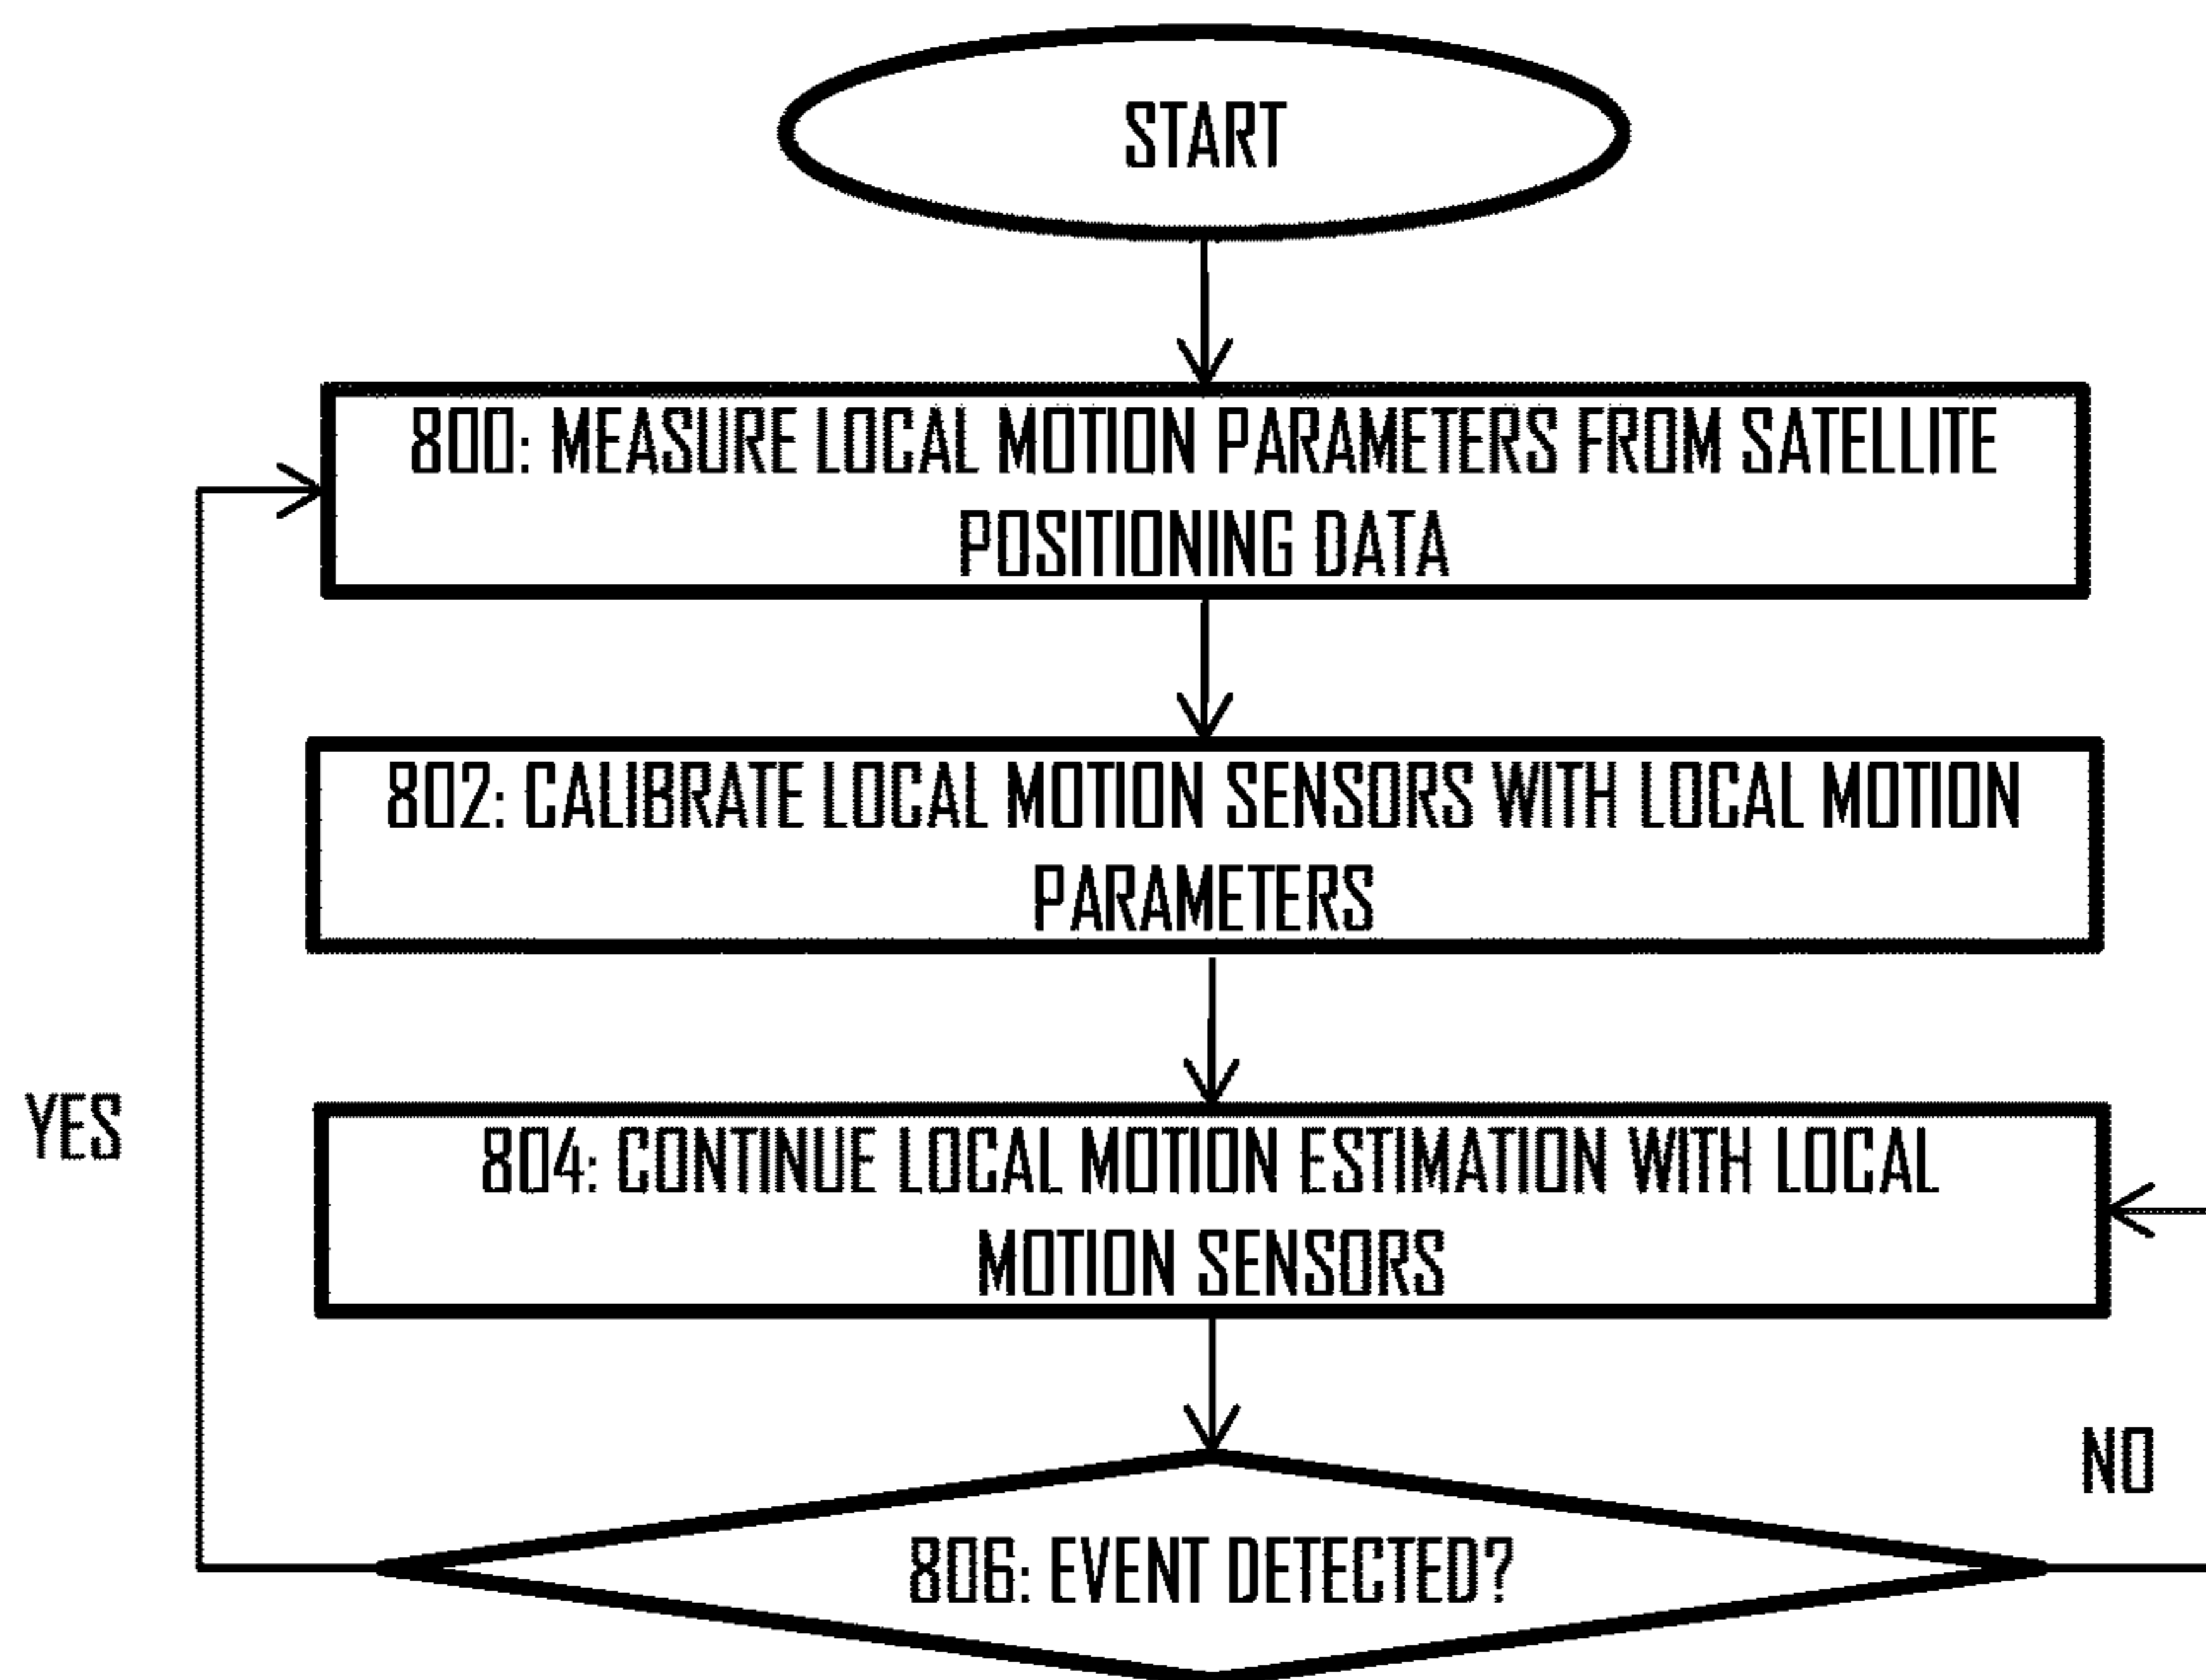 START
800: MEASURE LOCAL MOTION PARAMETERS FROM SATELLITE
POSITIONING DATA
802: CALIBRATE LOCAL MOTION SENSORS WITH LOCAL MOTION
PARAMETERS
YES
804: CONTINUE LOCAL MOTION ESTIMATION WITH LOCAL
MOTION SENSORS
NO
806: EVENT DETECTED?